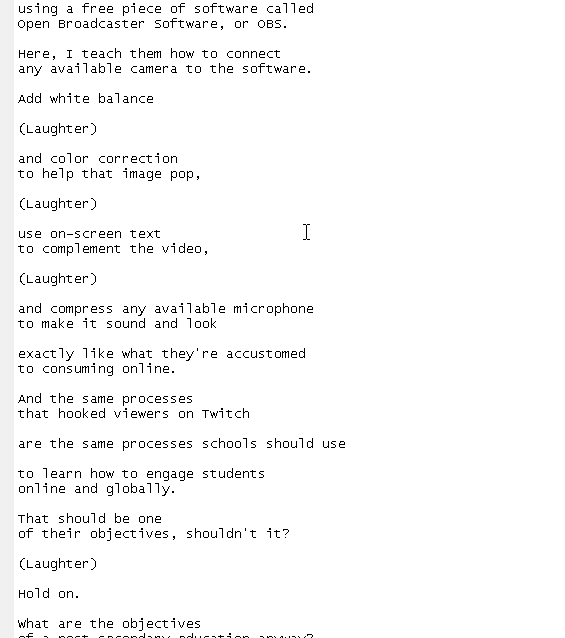 using a free piece of software called
Open Broadcaster Software, or OBS.
Here, I teach them how to connect
any available camera to the software.
Add white balance
(Laughter)
and color correction
to help that image pop,
(Laughter)
use on-screen text
to complement the video,
(Laughter)
and compress any available microphone
to make it sound and look
exactly like what they're accustomed
to consuming online.
And the same processes
that hooked viewers on Twitch
are the same processes schools should use
to learn how to engage students
online and globally.
That should be one
of their objectives, shouldn't it?
(Laughter)
Hold on.
What are the objectives
of a post-secondary education anyway?